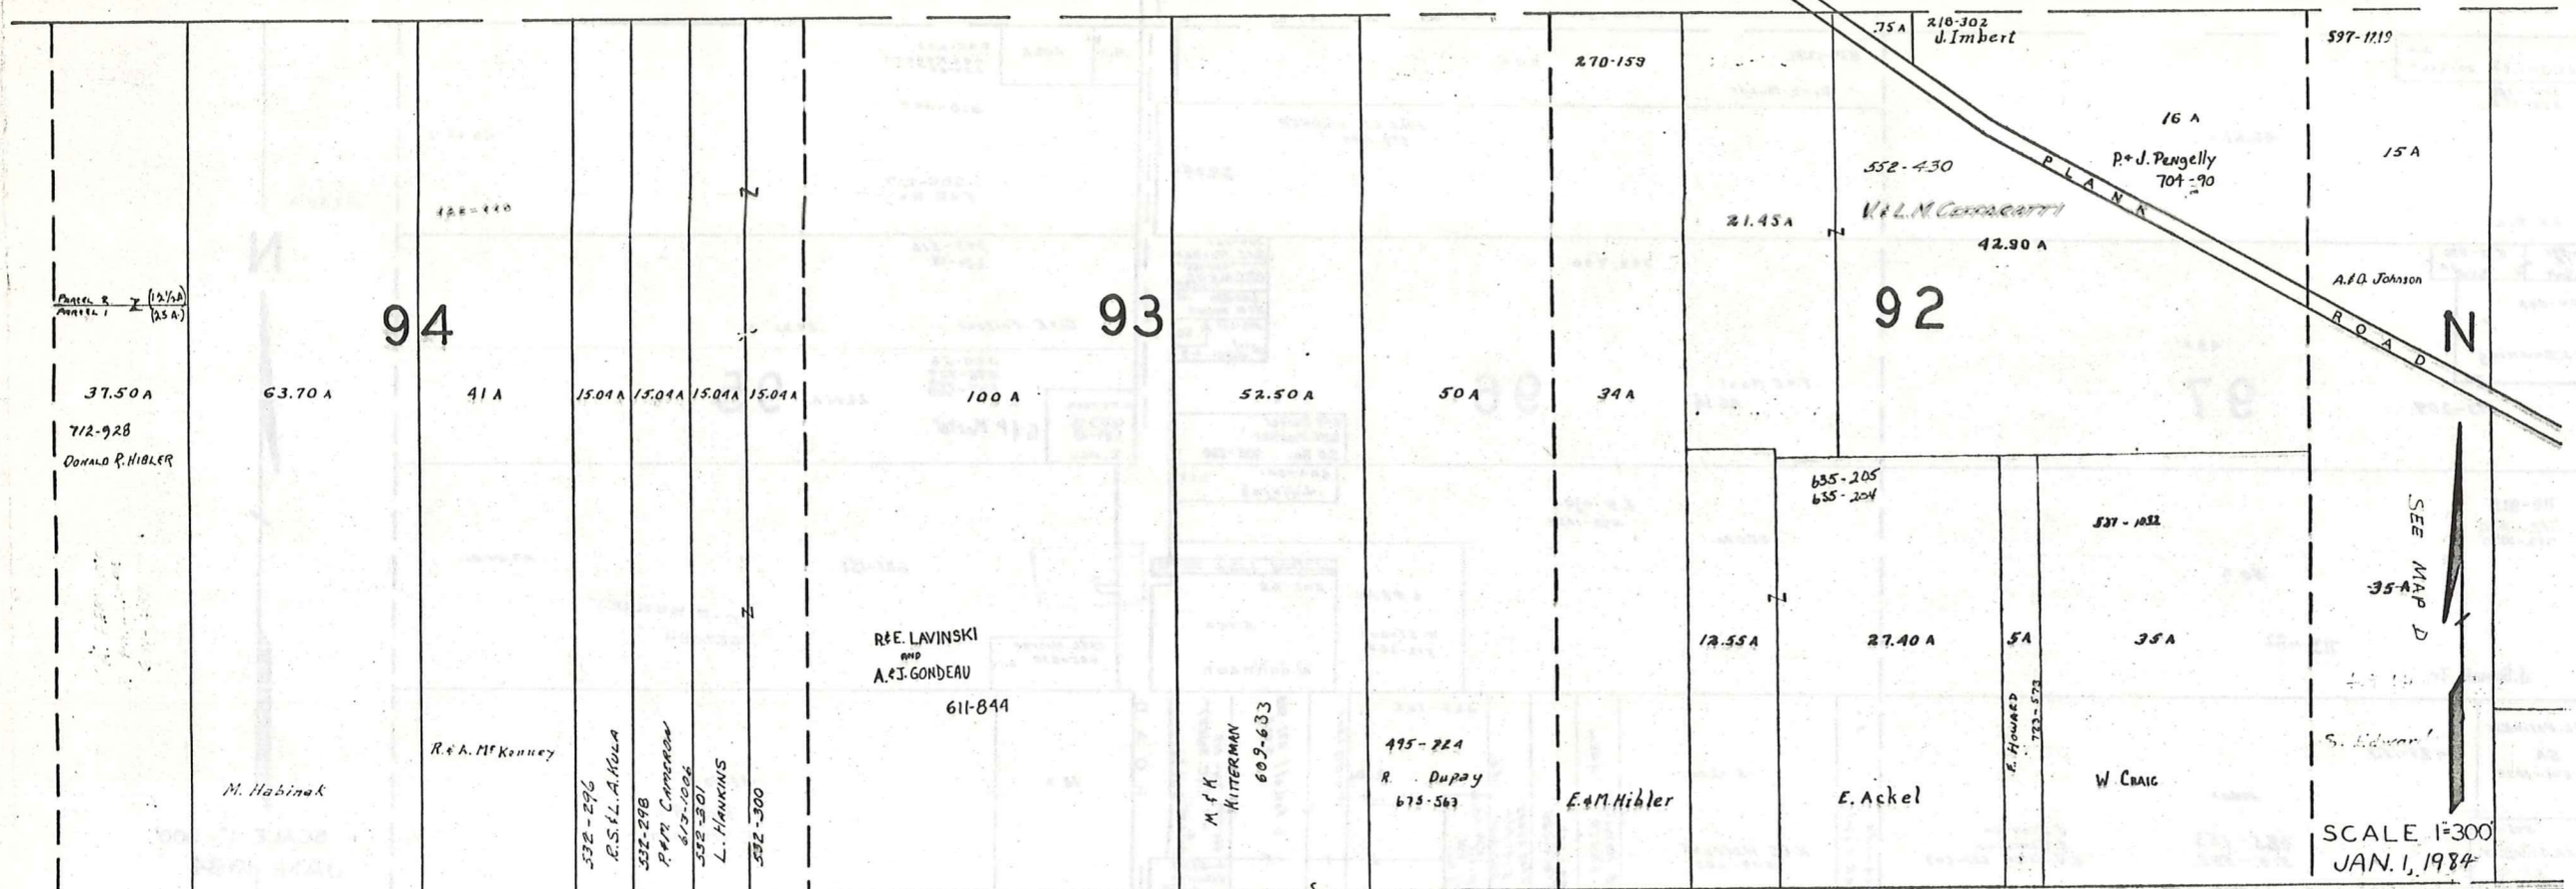 PARCEL 2
PARCEL 1
Z
(12½A)
(25 A.)
37.50 A
712-928
DONALD R. HIBLER
94
63.70 A
M. Habinak
41 A
R. & A. McKenney
15.04 A
532-296
R.S. & L.A. KULA
15.04 A
532-298
P. & M. CAMERON
613-1006
15.04 A
532-301
L. HANKINS
15.04 A
532-300
Z
Z
93
100 A
R&E. LAVINSKI
AND
A.&J. GONDEAU
611-844
52.50 A
M & K
KITTERMAN
609-633
50 A
495-224
R. Dupay
675-563
270-159
34 A
E. & M. Hibler
21.45 A
Z
.75 A
218-302
J. Imbert
552-430
V. & L. M.
42.90 A
92
16 A
P. & J. Pengelly
704-90
PLANK ROAD
597-1119
15 A
A. & D. Johnson
N
12.55 A
Z
635-205
635-204
27.40 A
E. Ackel
5 A
F. HOWARD
723-573
537-1032
35 A
W CRAIG
35 A
SEE MAP D
S. Edward
SCALE 1"=300'
JAN. 1, 1984